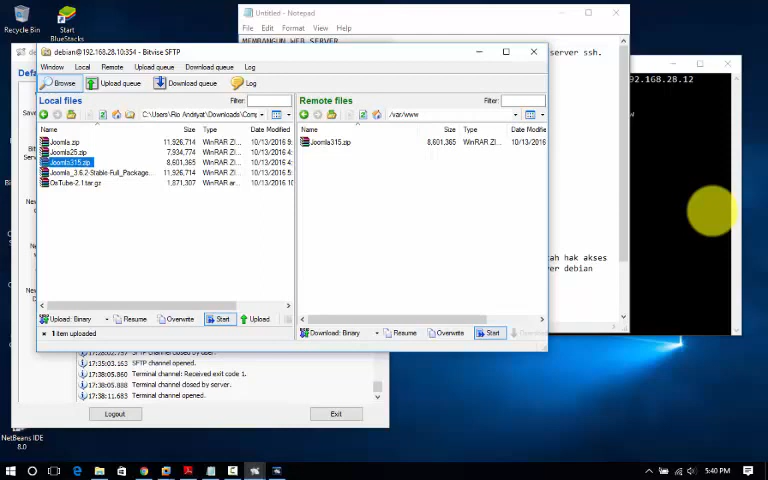 Recycle Bin
Start
BlueStacks
NetBeans IDE
8.0
Untitled - Notepad
File Edit Format View Help
MEMBANGUN WEB SERVER
server ssh.
ah hak akses
er debian
192.168.28.12
debian@192.168.28.10:354 - Bitvise SFTP
Window Local Remote Upload queue Download queue Log
Browse Upload queue Download queue Log
Local files Filter:
C:\Users\Rio Andriyat\Downloads\Com
Name Size Type Date Modified
Joomla.zip 11,926,714 WinRAR ZI... 10/13/2016 9:
Joomla25.zip 7,934,774 WinRAR ZI... 10/13/2016 4:
Joomla315.zip 8,601,365 WinRAR ZI... 10/13/2016 4:
Joomla_3.6.2-Stable-Full_Package... 11,926,714 WinRAR ZI... 10/13/2016 5:
OsTube-2.1.tar.gz 1,871,307 WinRAR ar... 10/13/2016 10
Upload: Binary Resume Overwrite Start Upload
1 item uploaded
Remote files Filter:
/var/www
Name Size Type Date Modified
Joomla315.zip 8,601,365 WinRAR ZI... 10/13/2016
Download: Binary Resume Overwrite Start
SFTP channel closed by user.
17:35:03.163 SFTP channel opened.
17:38:05.860 Terminal channel: Received exit code 1.
17:38:05.888 Terminal channel closed by server.
17:38:11.683 Terminal channel opened.
Logout Exit
5:40 PM